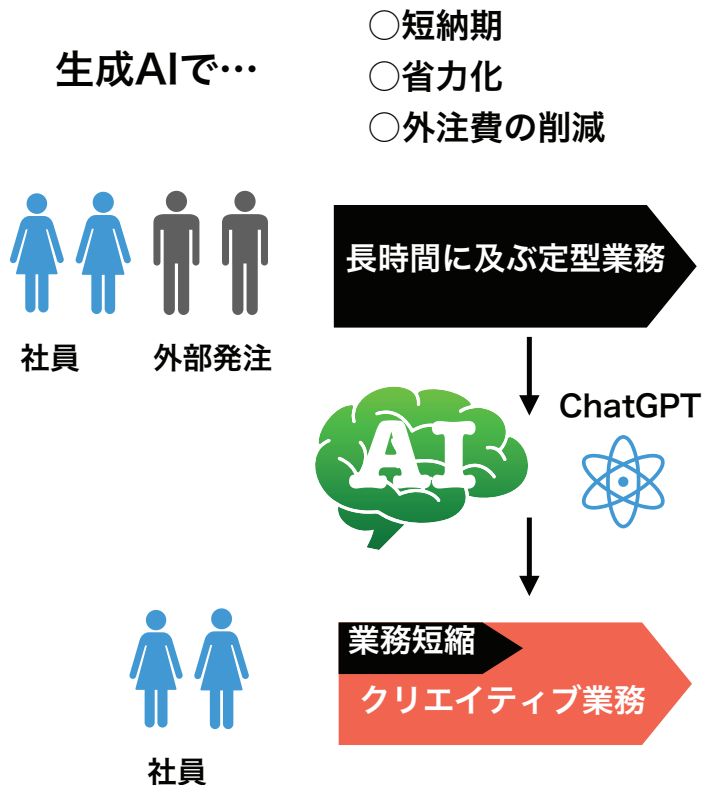 生成AIで…
○短納期
○省力化
○外注費の削減
長時間に及ぶ定型業務
社員
外部発注
ChatGPT
AI
業務短縮
クリエイティブ業務
社員